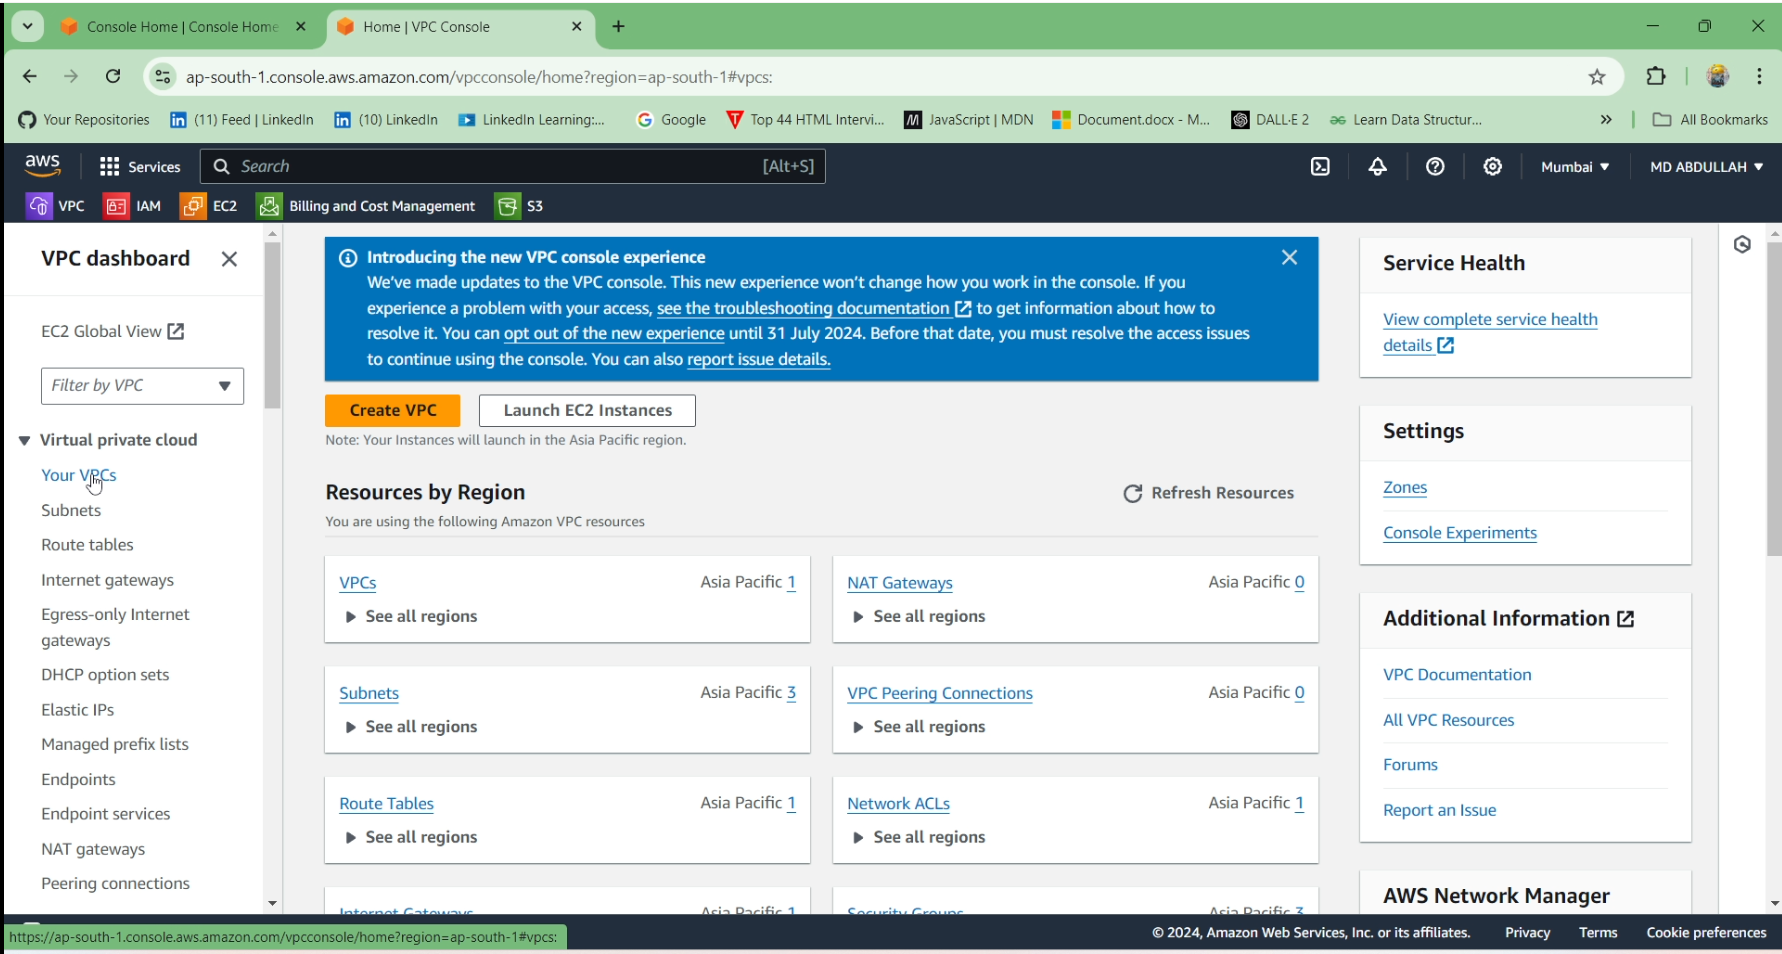 Console Home | Console Home
Home | VPC Console
ap-south-1.console.aws.amazon.com/vpcconsole/home?region=ap-south-1#vpcs:
Your Repositories
(11) Feed | LinkedIn
(10) LinkedIn
LinkedIn Learning:...
Google
Top 44 HTML Intervi...
JavaScript | MDN
Document.docx - M...
DALL·E 2
Learn Data Structur...
»
All Bookmarks
aws
Services
Search
[Alt+S]
Mumbai
MD ABDULLAH
VPC
IAM
EC2
Billing and Cost Management
S3
VPC dashboard
EC2 Global View
Filter by VPC
Virtual private cloud
Your VPCs
Subnets
Route tables
Internet gateways
Egress-only Internet
gateways
DHCP option sets
Elastic IPs
Managed prefix lists
Endpoints
Endpoint services
NAT gateways
Peering connections
Introducing the new VPC console experience
We've made updates to the VPC console. This new experience won't change how you work in the console. If you
experience a problem with your access, see the troubleshooting documentation to get information about how to
resolve it. You can opt out of the new experience until 31 July 2024. Before that date, you must resolve the access issues
to continue using the console. You can also report issue details.
Create VPC
Launch EC2 Instances
Note: Your Instances will launch in the Asia Pacific region.
Resources by Region
Refresh Resources
You are using the following Amazon VPC resources
VPCs Asia Pacific 1
See all regions
NAT Gateways Asia Pacific 0
See all regions
Subnets Asia Pacific 3
See all regions
VPC Peering Connections Asia Pacific 0
See all regions
Route Tables Asia Pacific 1
See all regions
Network ACLs Asia Pacific 1
See all regions
Internet Gateways Asia Pacific 1
Security Groups Asia Pacific 3
Service Health
View complete service health
details
Settings
Zones
Console Experiments
Additional Information
VPC Documentation
All VPC Resources
Forums
Report an Issue
AWS Network Manager
https://ap-south-1.console.aws.amazon.com/vpcconsole/home?region=ap-south-1#vpcs:
© 2024, Amazon Web Services, Inc. or its affiliates.
Privacy
Terms
Cookie preferences